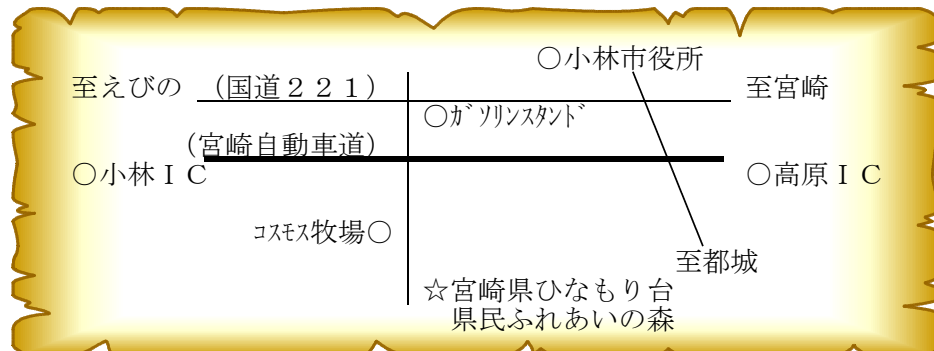 ○小林市役所
至えびの （国道２２１） 至宮崎
○ｶﾞｿﾘﾝｽﾀﾝﾄﾞ
（宮崎自動車道）
○小林ＩＣ ○高原ＩＣ
ｺｽﾓｽ牧場○
至都城
☆宮崎県ひなもり台
県民ふれあいの森